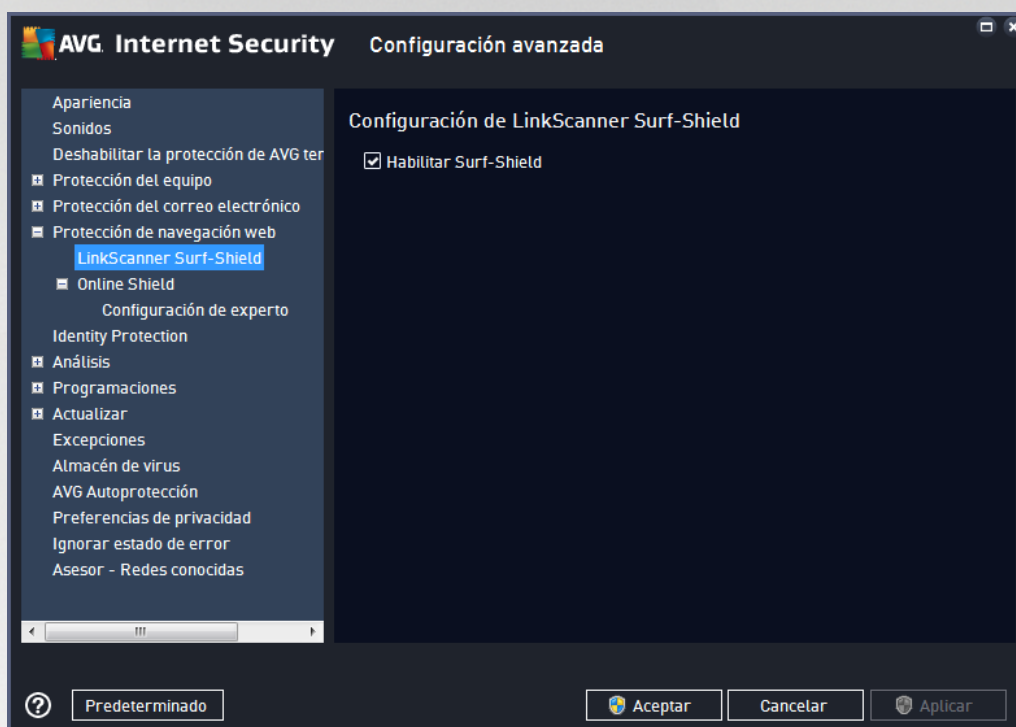 AVG. Internet Security Configuración avanzada
Apariencia
Sonidos
Deshabilitar la protección de AVG ter
Protección del equipo
Protección del correo electrónico
Protección de navegación web
LinkScanner Surf-Shield
Online Shield
Configuración de experto
Identity Protection
Análisis
Programaciones
Actualizar
Excepciones
Almacén de virus
AVG Autoprotección
Preferencias de privacidad
Ignorar estado de error
Asesor - Redes conocidas
Configuración de LinkScanner Surf-Shield
Habilitar Surf-Shield
Predeterminado
Aceptar
Cancelar
Aplicar